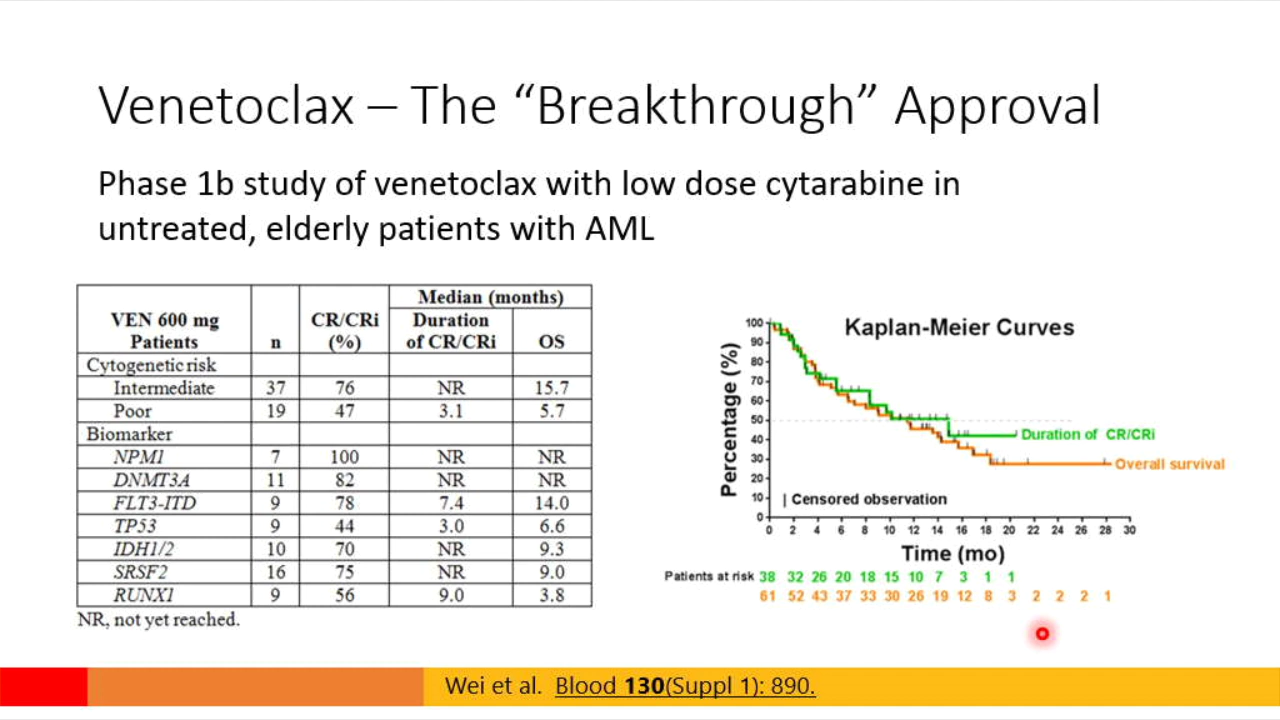 Venetoclax – The “Breakthrough” Approval
Phase 1b study of venetoclax with low dose cytarabine in
untreated, elderly patients with AML
VEN 600 mg Patients n CR/CRi (%) Median (months)
Duration of CR/CRi OS
Cytogenetic risk
Intermediate 37 76 NR 15.7
Poor 19 47 3.1 5.7
Biomarker
NPM1 7 100 NR NR
DNMT3A 11 82 NR NR
FLT3-ITD 9 78 7.4 14.0
TP53 9 44 3.0 6.6
IDH1/2 10 70 NR 9.3
SRSF2 16 75 NR 9.0
RUNX1 9 56 9.0 3.8
NR, not yet reached.
Kaplan-Meier Curves
Percentage (%)
100
90
80
70
60
50
40
30
20
10
0
Duration of CR/CRi
Overall survival
| Censored observation
0 2 4 6 8 10 12 14 16 18 20 22 24 26 28 30
Time (mo)
Patients at risk 38 32 26 20 18 15 10 7 3 1 1
61 52 43 37 33 30 26 19 12 8 3 2 2 2 1
Wei et al. Blood 130(Suppl 1): 890.